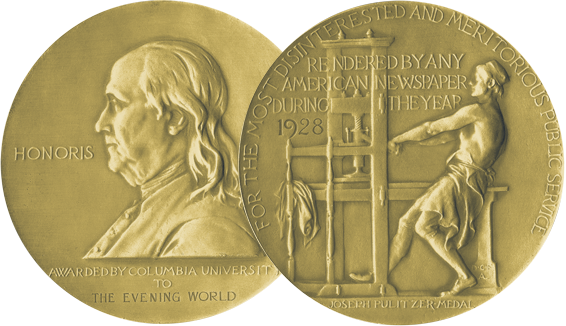 HONORIS
AWARDED BY COLUMBIA UNIVERSIT
TO
THE EVENING WORLD
FOR THE MOST DISINTERESTED AND MERITORIOUS PUBLIC SERVICE
RENDERED BY ANY
AMERICAN NEWSPAPER
DURING THE YEAR
1928
JOSEPH PULITZER MEDAL